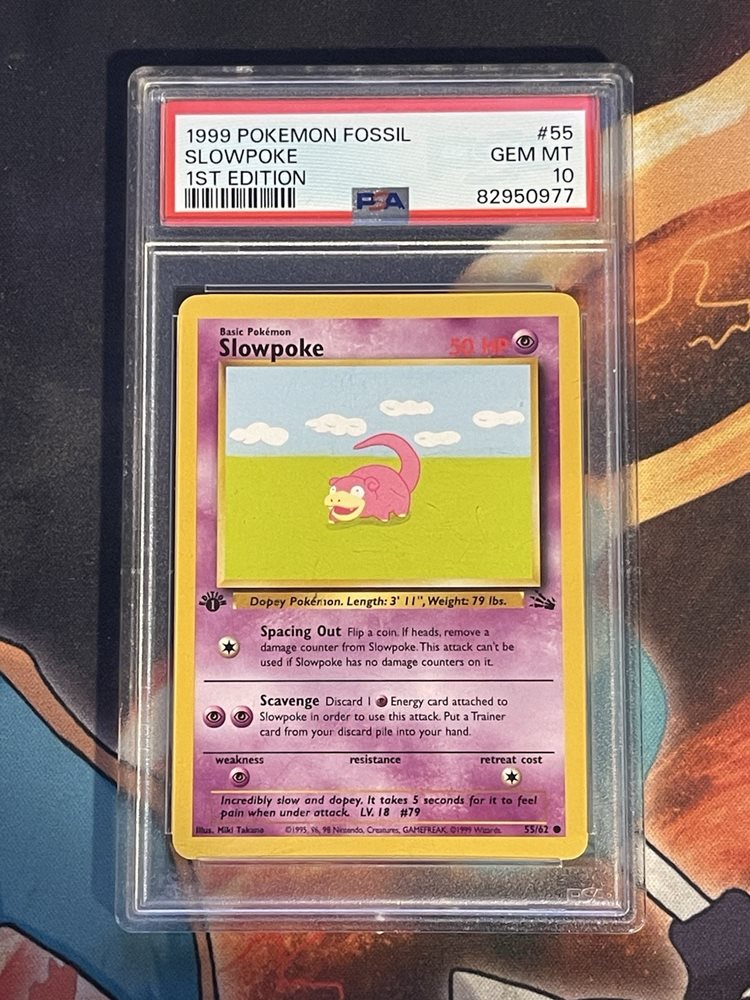 1999 POKEMON FOSSIL #55
SLOWPOKE GEM MT
1ST EDITION 10
PSA 82950977
Basic Pokémon
Slowpoke 50 HP
EDITION 1
Dopey Pokémon. Length: 3' 11", Weight: 79 lbs.
Spacing Out Flip a coin. If heads, remove a
damage counter from Slowpoke. This attack can't be
used if Slowpoke has no damage counters on it.
Scavenge Discard 1 Energy card attached to
Slowpoke in order to use this attack. Put a Trainer
card from your discard pile into your hand.
weakness resistance retreat cost
Incredibly slow and dopey. It takes 5 seconds for it to feel
pain when under attack. LV. 18 #79
Illus. Miki Tanaka ©1995, 96, 98 Nintendo, Creatures, GAMEFREAK. ©1999 Wizards. 55/62
PSA